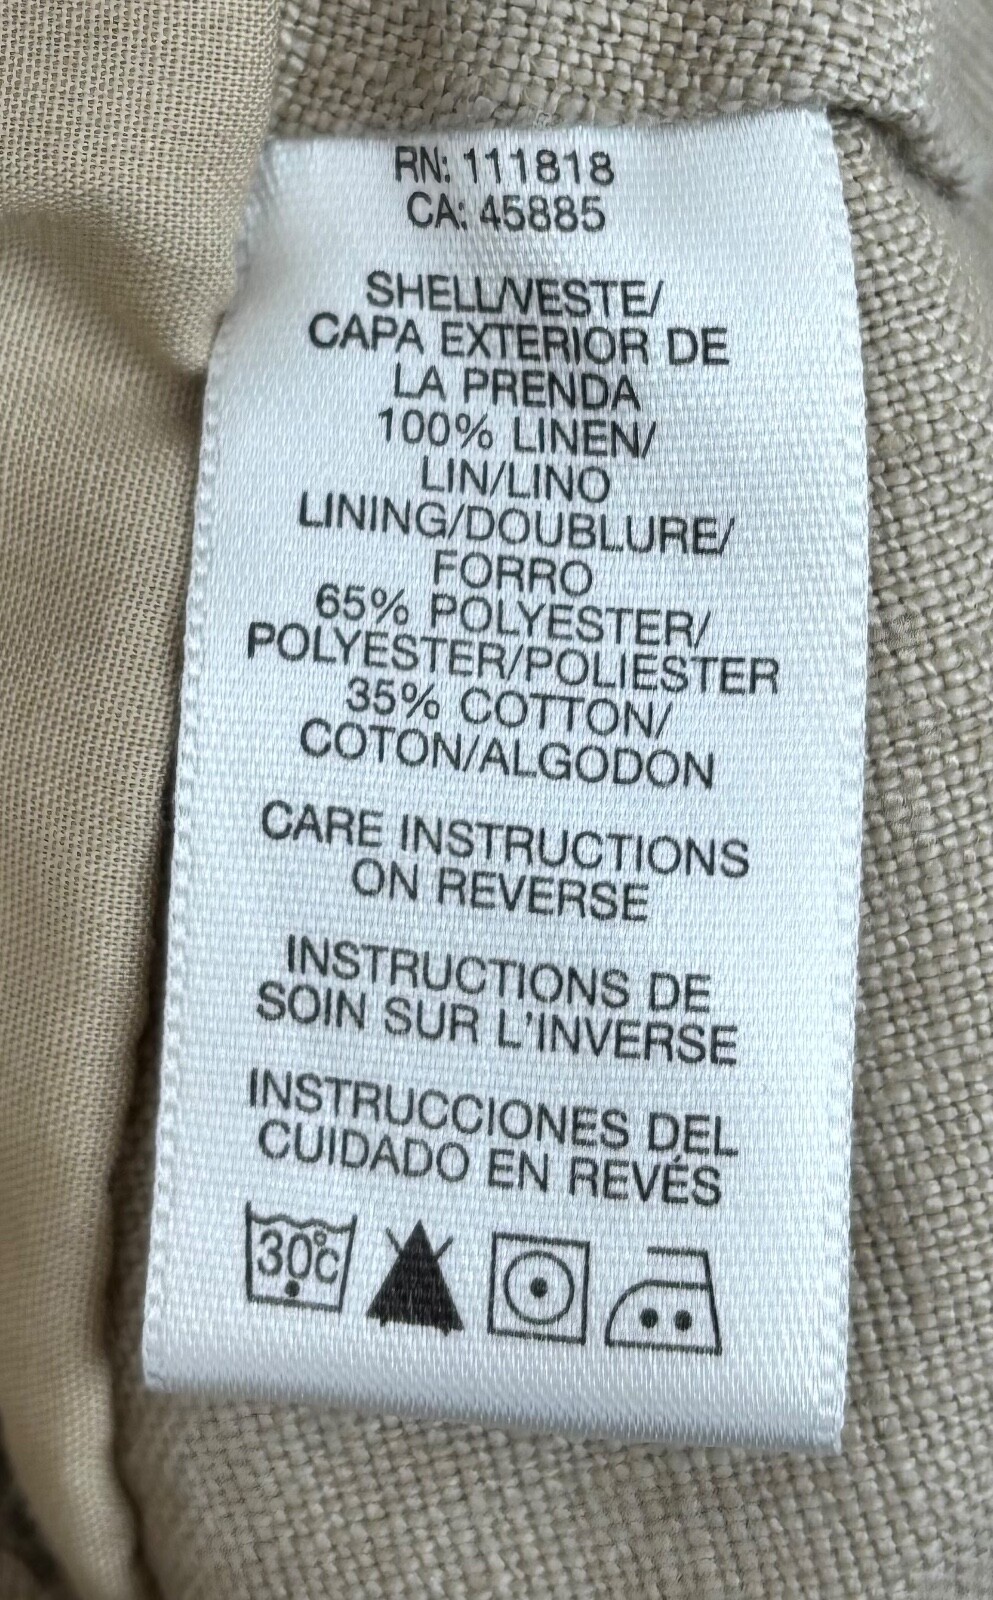 RN: 111818
CA: 45885
SHELL/VESTE/
CAPA EXTERIOR DE
LA PRENDA
100% LINEN/
LIN/LINO
LINING/DOUBLURE/
FORRO
65% POLYESTER/
POLYESTER/POLIESTER
35% COTTON/
COTON/ALGODON
CARE INSTRUCTIONS
ON REVERSE
INSTRUCTIONS DE
SOIN SUR L'INVERSE
INSTRUCCIONES DEL
CUIDADO EN REVÉS
30°C